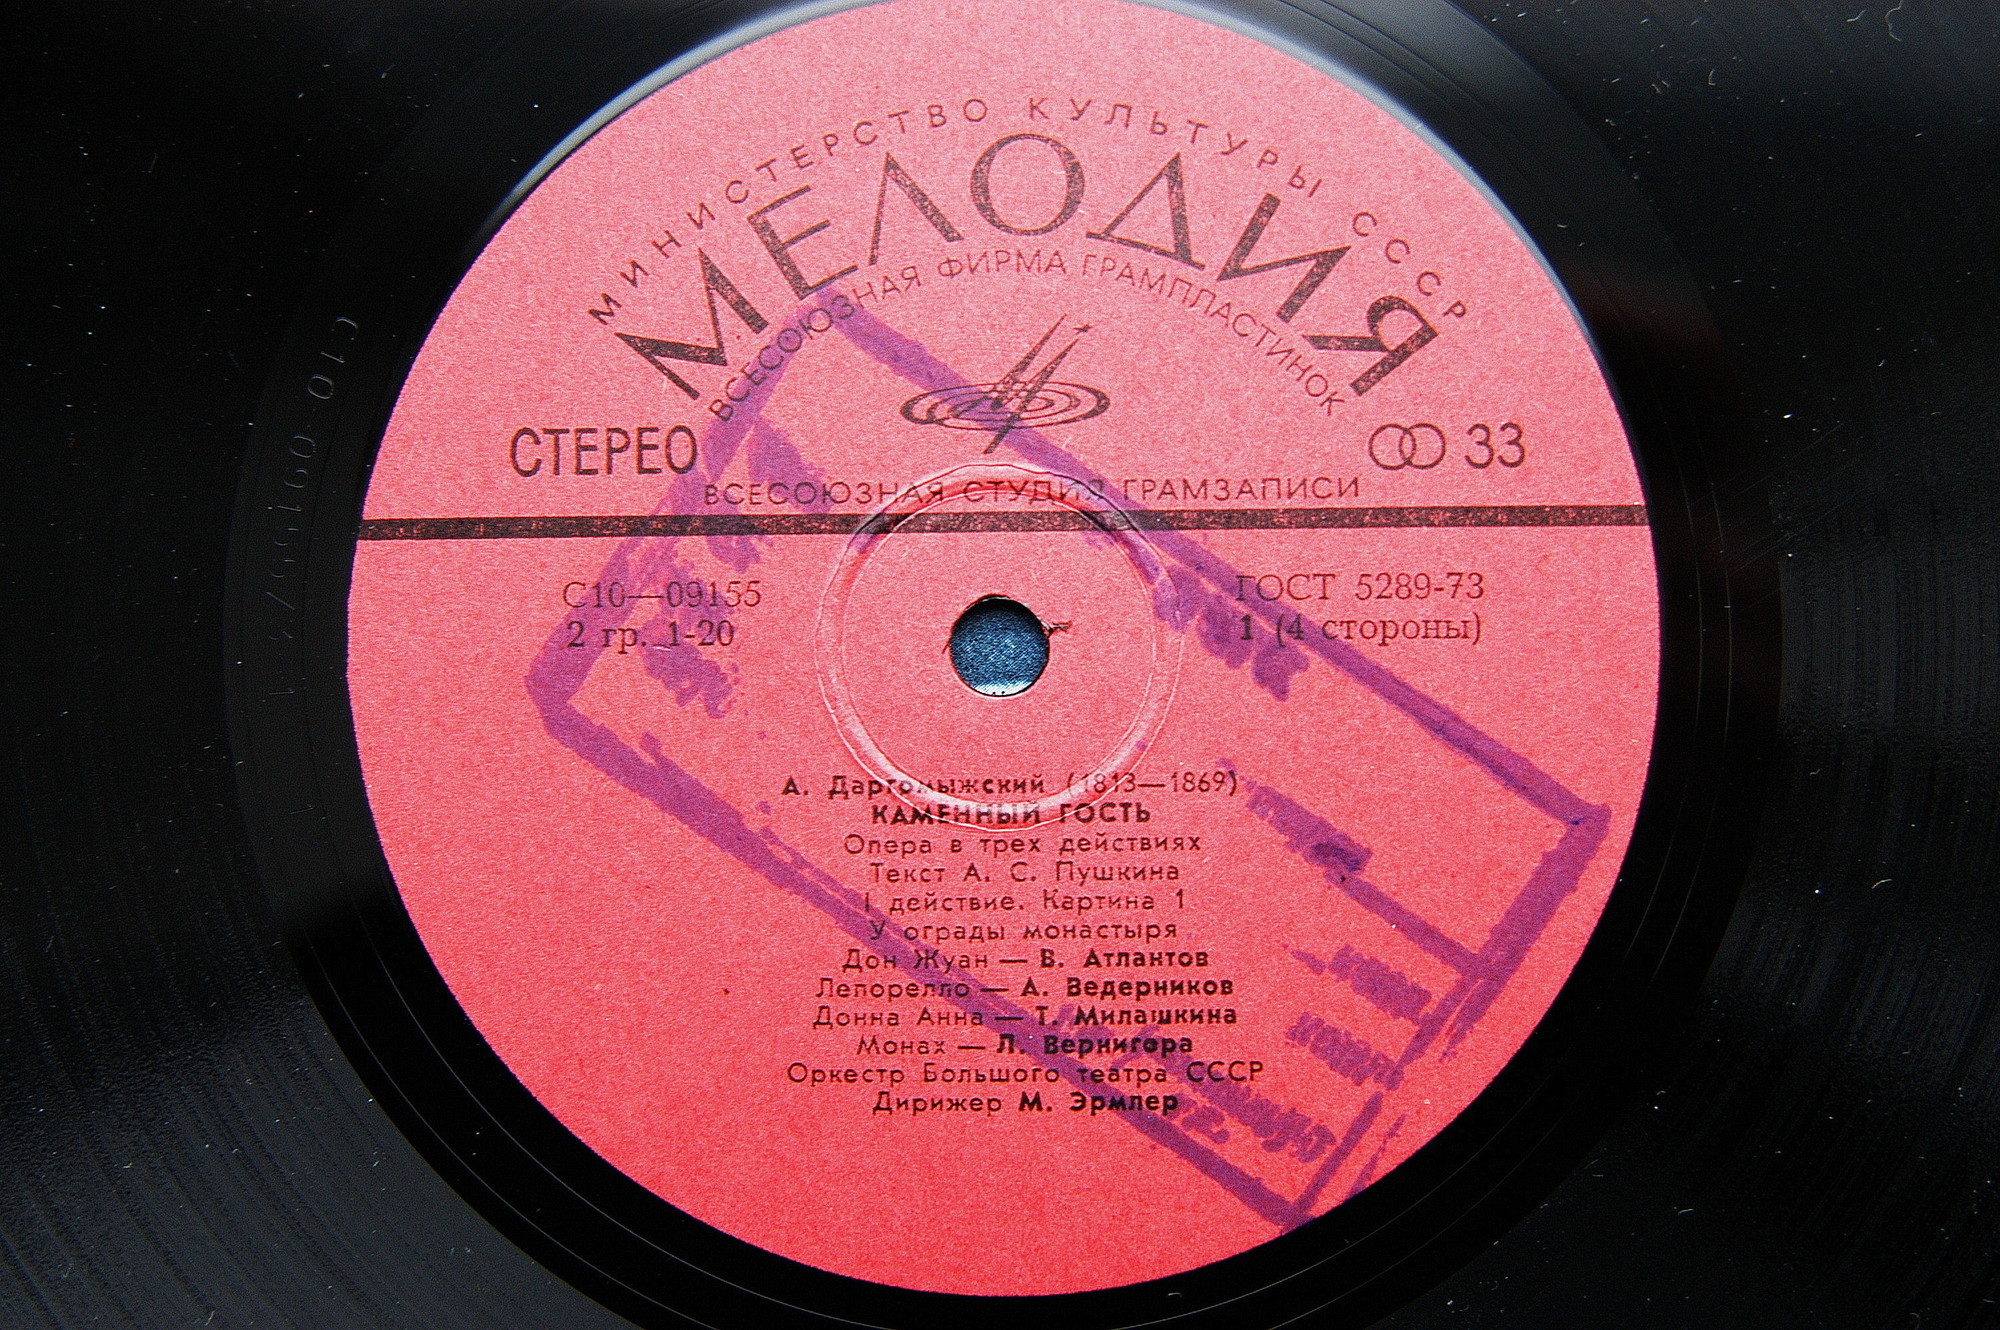 МИНИСТЕРСТВО КУЛЬТУРЫ СССР
МЕЛОДИЯ
ВСЕСОЮЗНАЯ ФИРМА ГРАМПЛАСТИНОК
СТЕРЕО
33
ВСЕСОЮЗНАЯ СТУДИЯ ГРАМЗАПИСИ
С10—09155
2 гр. 1-20
ГОСТ 5289-73
1 (4 стороны)
А. Даргомыжский (1813—1869)
КАМЕННЫЙ ГОСТЬ
Опера в трех действиях
Текст А. С. Пушкина
I действие. Картина 1
У ограды монастыря
Дон Жуан — В. Атлантов
Лепорелло — А. Ведерников
Донна Анна — Т. Милашкина
Монах — Л. Вернигора
Оркестр Большого театра СССР
Дирижер М. Эрмлер